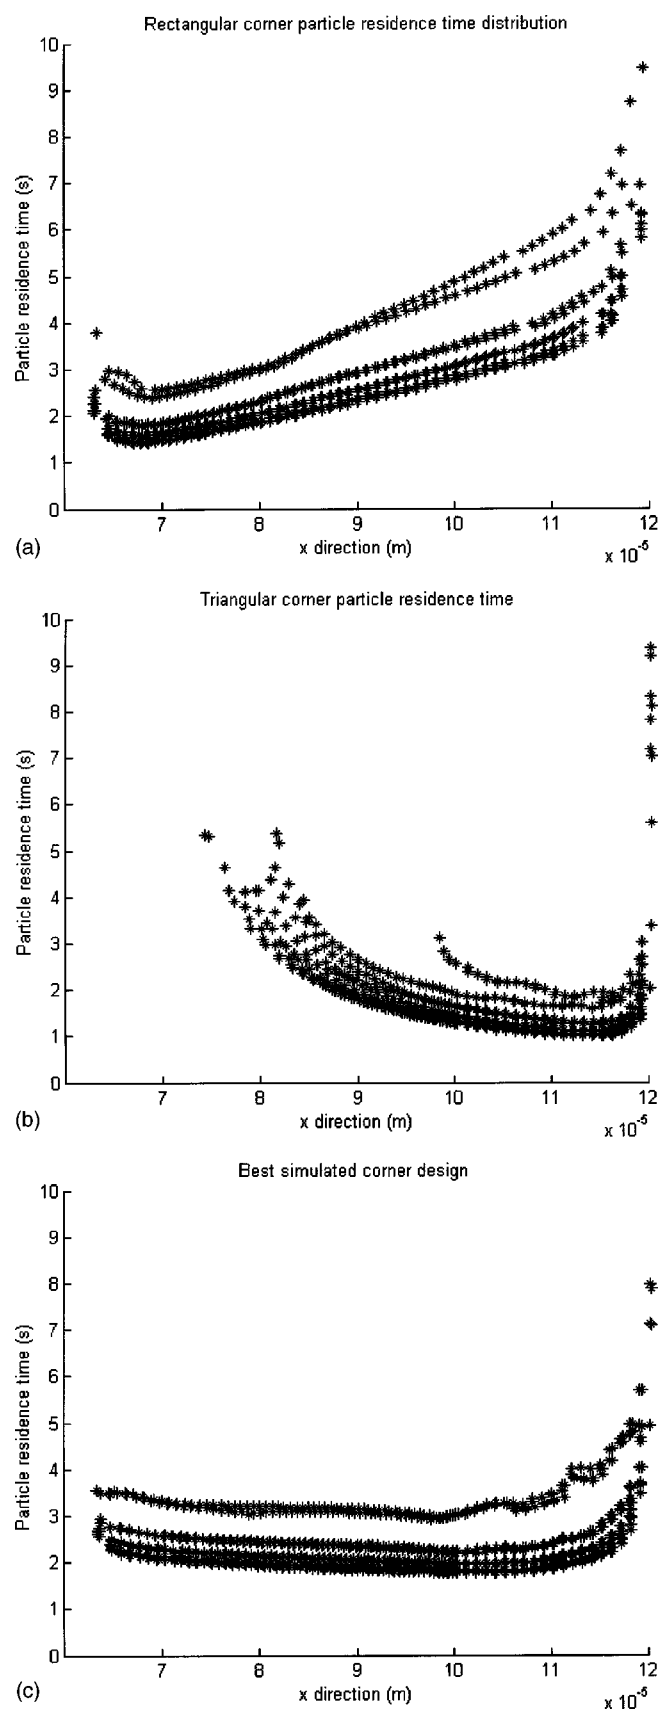 Rectangular corner particle residence time distribution
10
9
8
7
6
5
4
3
2
1
0
Particle residence time (s)
7 8 9 10 11 12
x direction (m)
x 10-5
(a)
Triangular corner particle residence time
10
9
8
7
6
5
4
3
2
1
0
Particle residence time (s)
7 8 9 10 11 12
x direction (m)
x 10-5
(b)
Best simulated corner design
10
9
8
7
6
5
4
3
2
1
0
Particle residence time (s)
7 8 9 10 11 12
x direction (m)
x 10-5
(c)